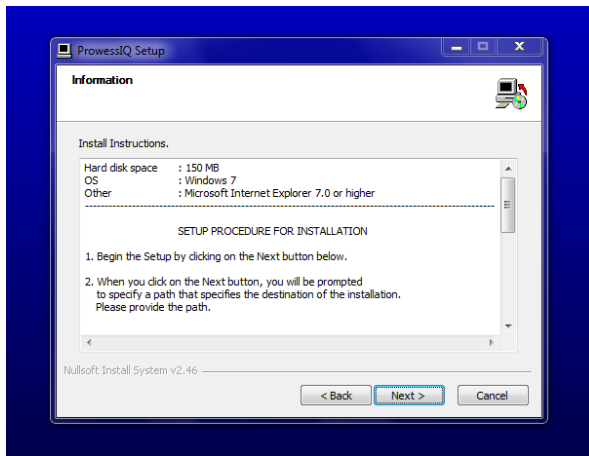 ProwessIQ Setup
Information
Install Instructions.
Hard disk space : 150 MB
OS : Windows 7
Other : Microsoft Internet Explorer 7.0 or higher
--------------------------------------------------------------------------------------------------------
SETUP PROCEDURE FOR INSTALLATION
1. Begin the Setup by clicking on the Next button below.
2. When you click on the Next button, you will be prompted
to specify a path that specifies the destination of the installation.
Please provide the path.
Nullsoft Install System v2.46
< Back Next > Cancel